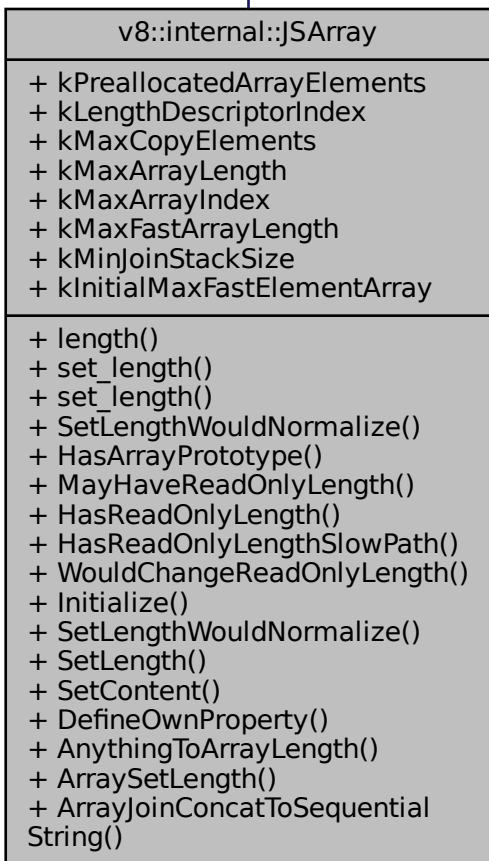 v8::internal::JSArray
+ kPreallocatedArrayElements
+ kLengthDescriptorIndex
+ kMaxCopyElements
+ kMaxArrayLength
+ kMaxArrayIndex
+ kMaxFastArrayLength
+ kMinJoinStackSize
+ kInitialMaxFastElementArray
+ length()
+ set_length()
+ set_length()
+ SetLengthWouldNormalize()
+ HasArrayPrototype()
+ MayHaveReadOnlyLength()
+ HasReadOnlyLength()
+ HasReadOnlyLengthSlowPath()
+ WouldChangeReadOnlyLength()
+ Initialize()
+ SetLengthWouldNormalize()
+ SetLength()
+ SetContent()
+ DefineOwnProperty()
+ AnythingToArrayLength()
+ ArraySetLength()
+ ArrayJoinConcatToSequential
String()